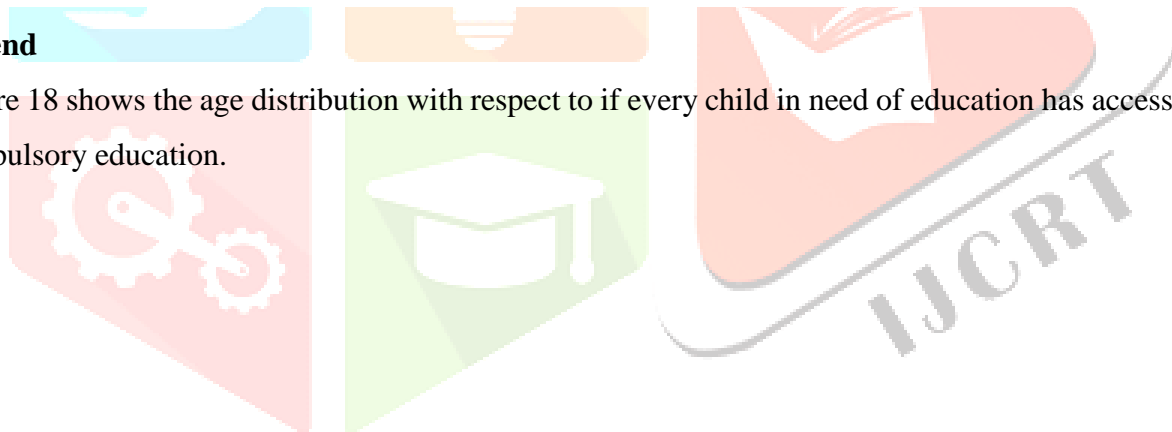 end
re 18 shows the age distribution with respect to if every child in need of education has access
pulsory education.
IJCRT